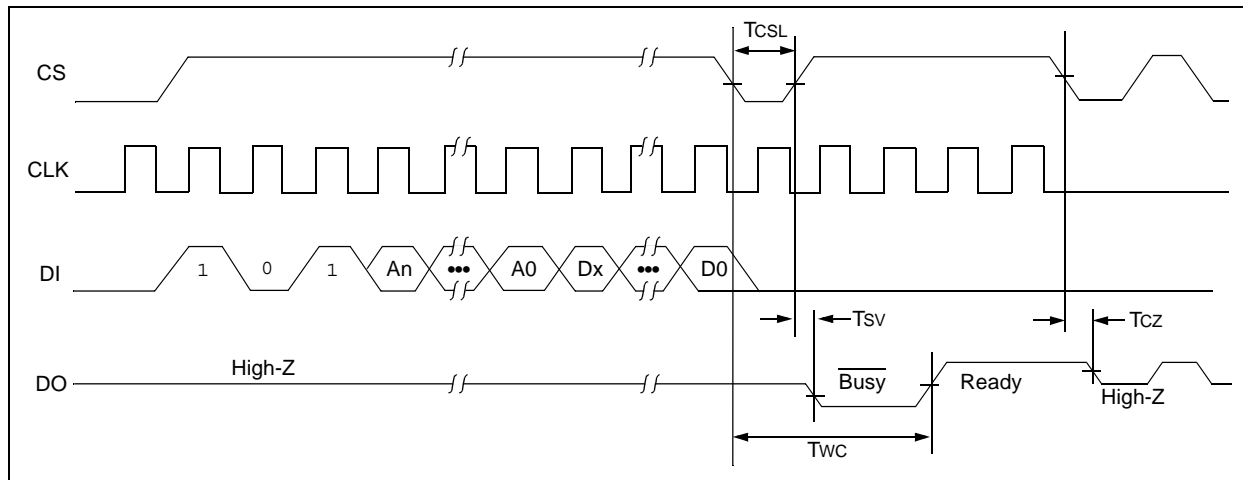 TCSL
CS
CLK
DI
1 0 1 An ••• A0 Dx ••• D0
TSV
TCZ
DO
High-Z
Busy
Ready
High-Z
TWC